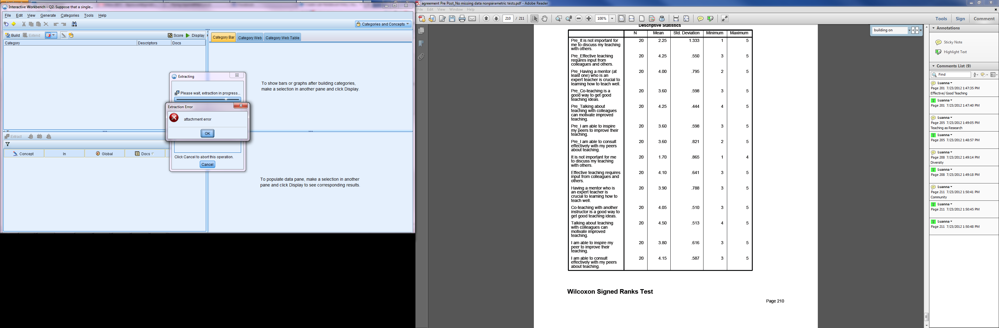 Interactive Workbench - Q2. Suppose that a single...
File Edit View Generate Categories Tools Help
Categories and Concepts
Build Extend Score Display
Category Descriptors Docs
Category Bar Category Web Category Web Table
To show bars or graphs after building categories,
make a selection in another pane and click Display.
Extracting
Please wait, extraction in progress...
Extraction Error
attachment error
OK
Click Cancel to abort this operation.
Cancel
Extract
Concept In Global Docs
To populate data pane, make a selection in another
pane and click Display to see corresponding results.
agreement Pre Post_No missing data nonparametric tests.pdf - Adobe Reader
File Edit View Window Help
210 / 211 100% Tools Sign Comment
building on
Descriptive Statistics
N Mean Std. Deviation Minimum Maximum
Pre_It is not important for 20 2.25 1.333 1 5
me to discuss my teaching
with others.
Pre_Effective teaching 20 4.25 .550 3 5
requires input from
colleagues and others.
Pre_Having a mentor (at 20 4.00 .795 2 5
least one) who is an
expert teacher is crucial to
learning how to teach well.
Pre_Co-teaching is a 20 3.60 .598 3 5
good way to get good
teaching ideas.
Pre_Talking about 20 4.25 .444 4 5
teaching with colleagues
can motivate improved
teaching.
Pre_I am able to inspire 20 3.60 .598 3 5
my peers to improve their
teaching.
Pre_I am able to consult 20 3.60 .821 2 5
effectively with my peers
about teaching.
It is not important for me 20 1.70 .865 1 4
to discuss my teaching
with others.
Effective teaching requires 20 4.10 .641 3 5
input from colleagues and
others.
Having a mentor who is 20 3.90 .788 3 5
an expert teacher is
crucial to learning how to
teach well.
Co-teaching with another 20 4.05 .510 3 5
instructor is a good way to
get good teaching ideas.
Talking about teaching 20 4.50 .513 4 5
with colleagues can
motivate improved
teaching.
I am able to inspire my 20 3.80 .616 3 5
peer to improve their
teaching.
I am able to consult 20 4.15 .587 3 5
effectively with my peers
about teaching.
Wilcoxon Signed Ranks Test
Page 210
Annotations
Sticky Note
Highlight Text
Comments List (9)
Find
Luanna
Page 201 7/23/2012 1:47:35 PM
Effective/ Good Teaching
Luanna
Page 201 7/23/2012 1:47:40 PM
Luanna
Page 205 7/23/2012 1:49:05 PM
Teaching as Research
Luanna
Page 205 7/23/2012 1:48:57 PM
Luanna
Page 208 7/23/2012 1:49:14 PM
Diversity
Luanna
Page 208 7/23/2012 1:49:18 PM
Luanna
Page 211 7/23/2012 1:50:41 PM
Community
Luanna
Page 211 7/23/2012 1:50:45 PM
Luanna
Page 211 7/23/2012 1:50:48 PM